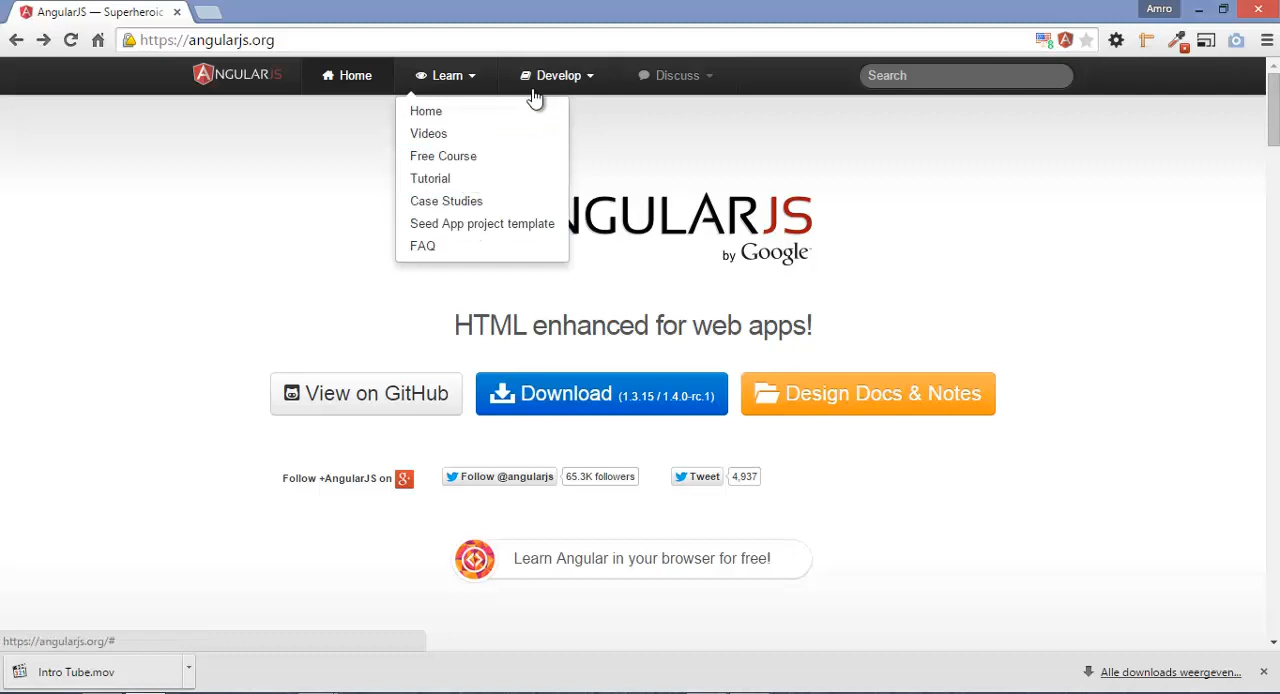 AngularJS — Superheroic
Amro
https://angularjs.org
8
ANGULARJS
Home
Learn
Develop
Discuss
Search
Home
Videos
Free Course
Tutorial
Case Studies
Seed App project template
FAQ
NGULARJS
by Google
HTML enhanced for web apps!
View on GitHub
Download (1.3.15 / 1.4.0-rc.1)
Design Docs & Notes
Follow +AngularJS on
Follow @angularjs
65.3K followers
Tweet
4,937
Learn Angular in your browser for free!
https://angularjs.org/#
Intro Tube.mov
Alle downloads weergeven...